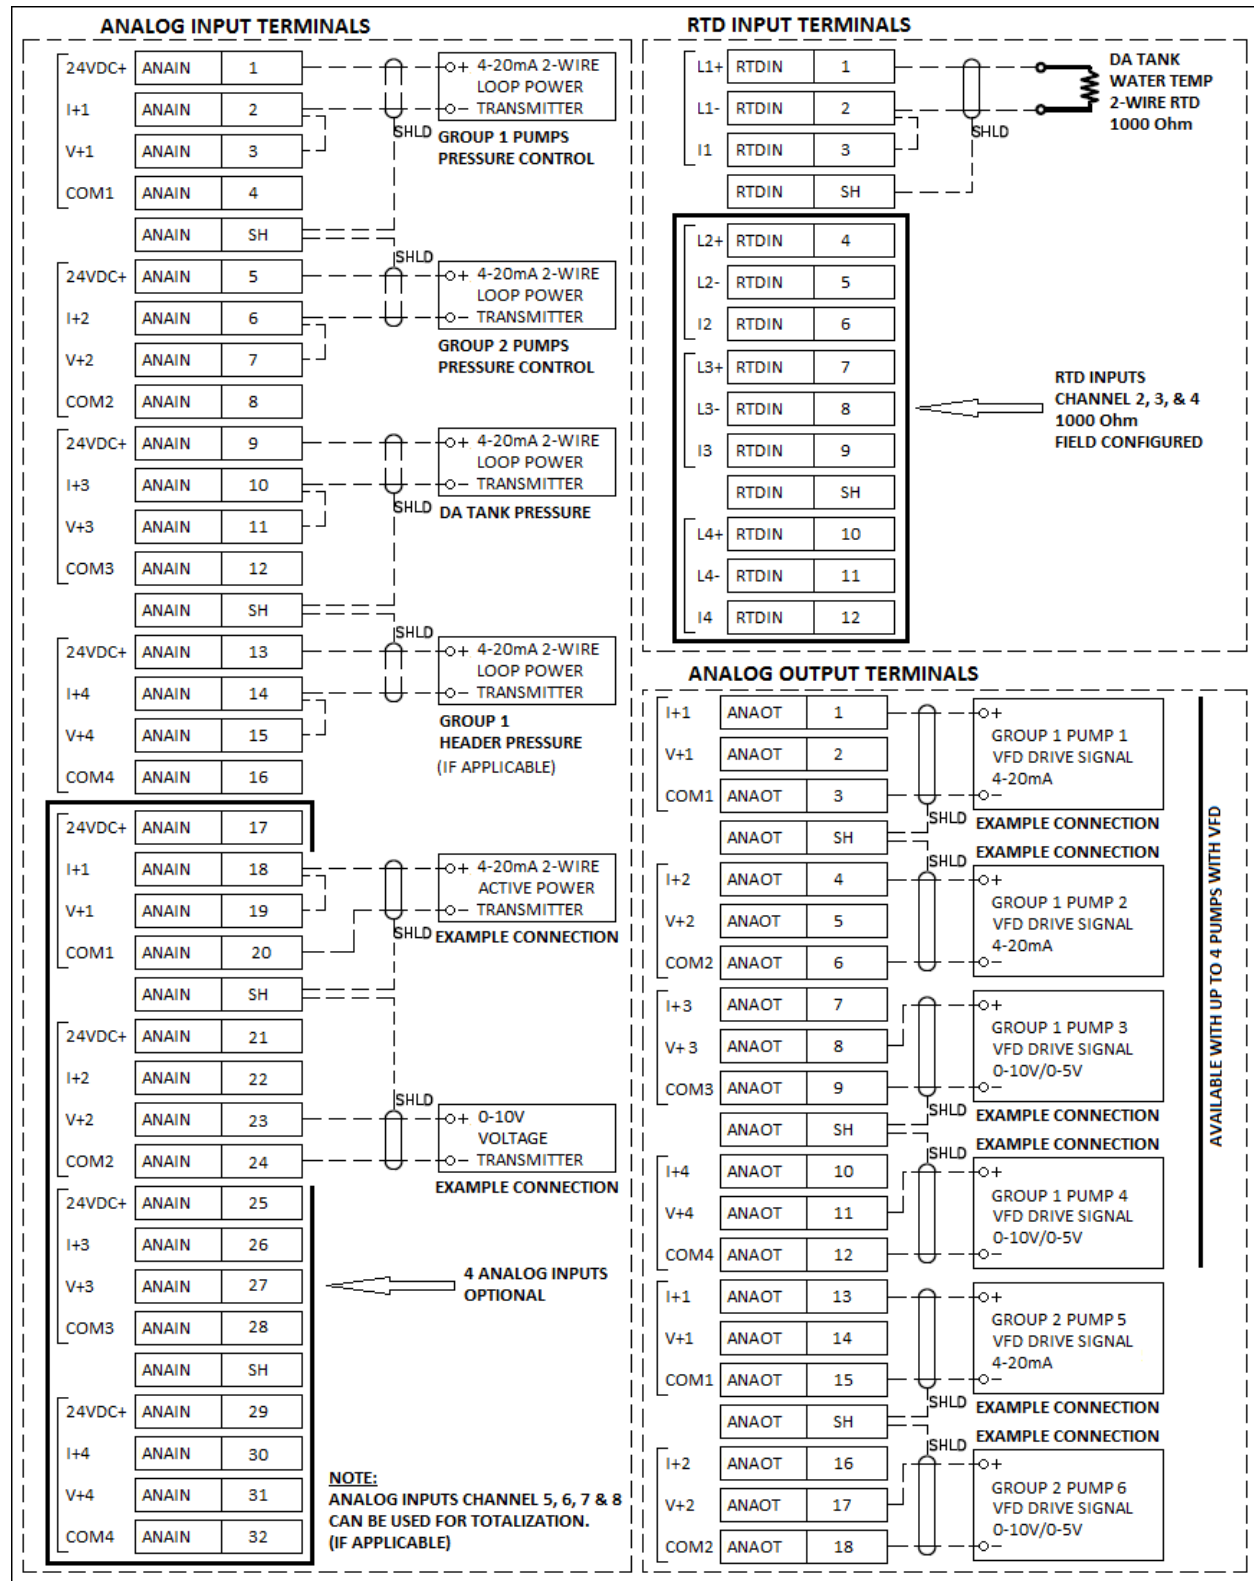 ANALOG INPUT TERMINALS
24VDC+ ANAIN 1
I+1 ANAIN 2
V+1 ANAIN 3
COM1 ANAIN 4
ANAIN SH
SHLD
+ 4-20mA 2-WIRE
LOOP POWER
- TRANSMITTER
GROUP 1 PUMPS
PRESSURE CONTROL
24VDC+ ANAIN 5
I+2 ANAIN 6
V+2 ANAIN 7
COM2 ANAIN 8
SHLD
+ 4-20mA 2-WIRE
LOOP POWER
- TRANSMITTER
GROUP 2 PUMPS
PRESSURE CONTROL
24VDC+ ANAIN 9
I+3 ANAIN 10
V+3 ANAIN 11
COM3 ANAIN 12
ANAIN SH
SHLD
+ 4-20mA 2-WIRE
LOOP POWER
- TRANSMITTER
DA TANK PRESSURE
24VDC+ ANAIN 13
I+4 ANAIN 14
V+4 ANAIN 15
COM4 ANAIN 16
SHLD
+ 4-20mA 2-WIRE
LOOP POWER
- TRANSMITTER
GROUP 1
HEADER PRESSURE
(IF APPLICABLE)
24VDC+ ANAIN 17
I+1 ANAIN 18
V+1 ANAIN 19
COM1 ANAIN 20
ANAIN SH
SHLD
+ 4-20mA 2-WIRE
ACTIVE POWER
- TRANSMITTER
EXAMPLE CONNECTION
24VDC+ ANAIN 21
I+2 ANAIN 22
V+2 ANAIN 23
COM2 ANAIN 24
SHLD
+ 0-10V
VOLTAGE
- TRANSMITTER
EXAMPLE CONNECTION
24VDC+ ANAIN 25
I+3 ANAIN 26
V+3 ANAIN 27
COM3 ANAIN 28
ANAIN SH
4 ANALOG INPUTS
OPTIONAL
24VDC+ ANAIN 29
I+4 ANAIN 30
V+4 ANAIN 31
COM4 ANAIN 32
NOTE:
ANALOG INPUTS CHANNEL 5, 6, 7 & 8
CAN BE USED FOR TOTALIZATION.
(IF APPLICABLE)
RTD INPUT TERMINALS
L1+ RTDIN 1
L1- RTDIN 2
I1 RTDIN 3
RTDIN SH
SHLD
DA TANK
WATER TEMP
2-WIRE RTD
1000 Ohm
L2+ RTDIN 4
L2- RTDIN 5
I2 RTDIN 6
L3+ RTDIN 7
L3- RTDIN 8
I3 RTDIN 9
RTDIN SH
L4+ RTDIN 10
L4- RTDIN 11
I4 RTDIN 12
RTD INPUTS
CHANNEL 2, 3, & 4
1000 Ohm
FIELD CONFIGURED
ANALOG OUTPUT TERMINALS
I+1 ANAOT 1
V+1 ANAOT 2
COM1 ANAOT 3
ANAOT SH
SHLD
+
GROUP 1 PUMP 1
VFD DRIVE SIGNAL
4-20mA
-
EXAMPLE CONNECTION
EXAMPLE CONNECTION
I+2 ANAOT 4
V+2 ANAOT 5
COM2 ANAOT 6
SHLD
+
GROUP 1 PUMP 2
VFD DRIVE SIGNAL
4-20mA
-
I+3 ANAOT 7
V+3 ANAOT 8
COM3 ANAOT 9
ANAOT SH
SHLD
+
GROUP 1 PUMP 3
VFD DRIVE SIGNAL
0-10V/0-5V
-
EXAMPLE CONNECTION
EXAMPLE CONNECTION
I+4 ANAOT 10
V+4 ANAOT 11
COM4 ANAOT 12
SHLD
+
GROUP 1 PUMP 4
VFD DRIVE SIGNAL
0-10V/0-5V
-
AVAILABLE WITH UP TO 4 PUMPS WITH VFD
I+1 ANAOT 13
V+1 ANAOT 14
COM1 ANAOT 15
ANAOT SH
SHLD
+
GROUP 2 PUMP 5
VFD DRIVE SIGNAL
4-20mA
-
EXAMPLE CONNECTION
EXAMPLE CONNECTION
I+2 ANAOT 16
V+2 ANAOT 17
COM2 ANAOT 18
SHLD
+
GROUP 2 PUMP 6
VFD DRIVE SIGNAL
0-10V/0-5V
-